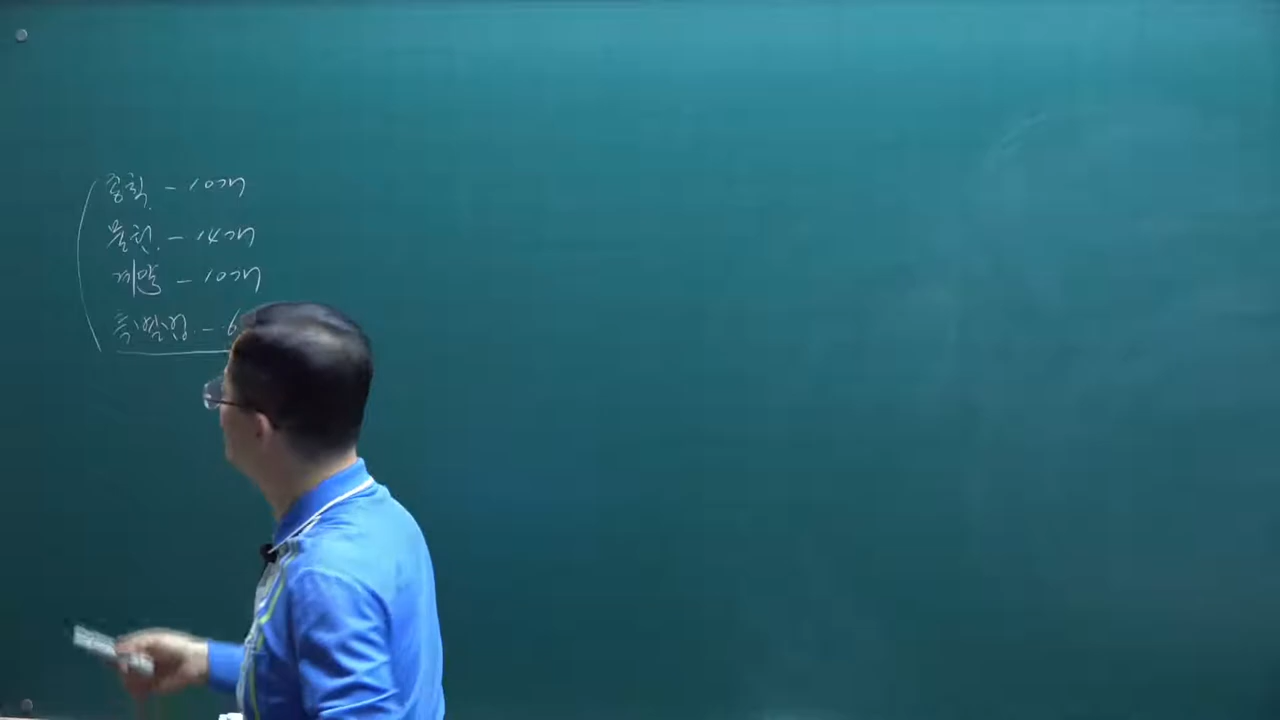 총칙 - 10개
물권 - 14개
계약 - 10개
특별법 - 6